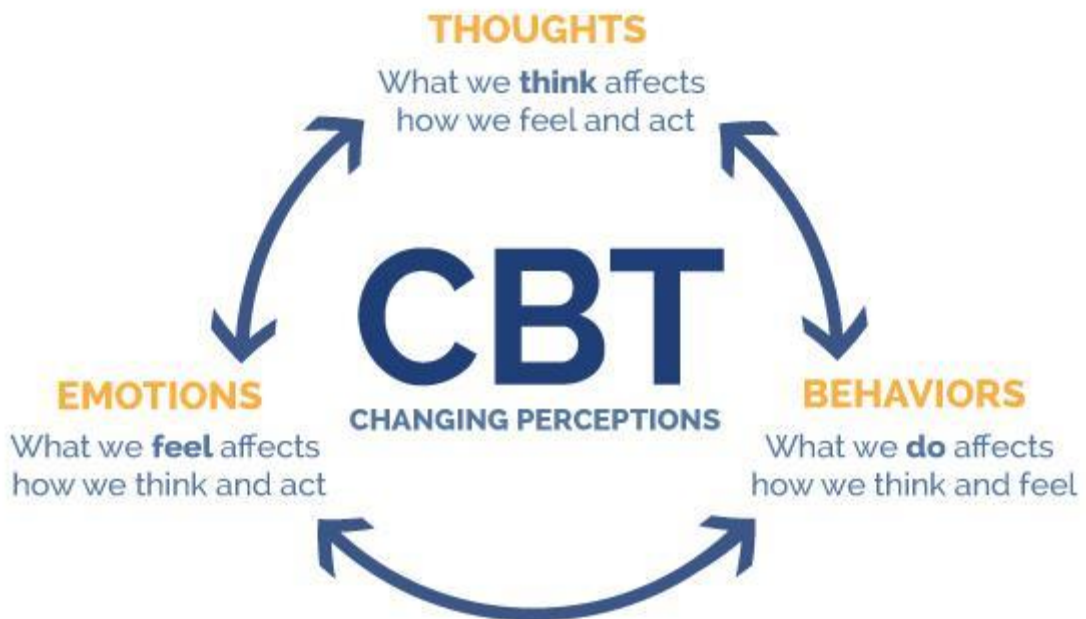 THOUGHTS
What we think affects
how we feel and act
CBT
CHANGING PERCEPTIONS
EMOTIONS
What we feel affects
how we think and act
BEHAVIORS
What we do affects
how we think and feel